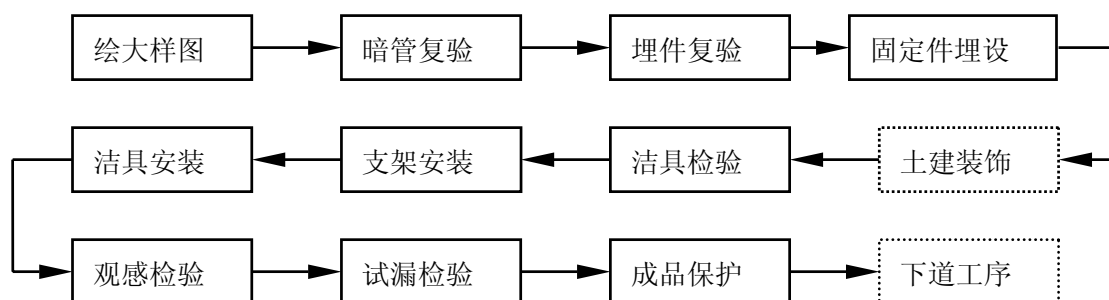 绘大样图
暗管复验
埋件复验
固定件埋设
土建装饰
洁具检验
支架安装
洁具安装
观感检验
试漏检验
成品保护
下道工序